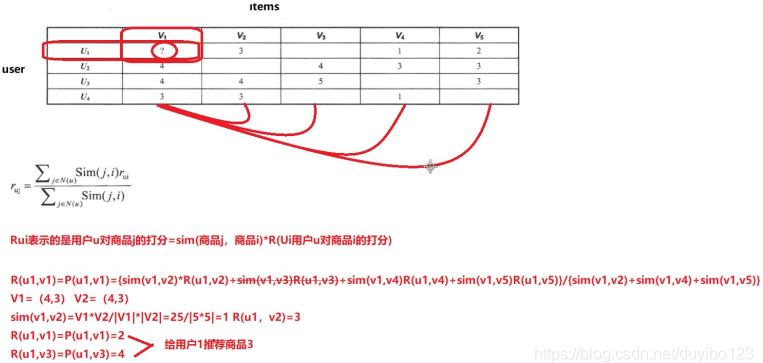 items
V₁ V₂ V₃ V₄ V₅
user
U₁ ? 3 1 2
U₂ 4 4 3 3
U₃ 4 4 5 3
U₄ 3 3 1
r_uj = ∑_{j∈N(u)} Sim(j,i)r_ui / ∑_{j∈N(u)} Sim(j,i)
Rui表示的是用户u对商品j的打分=sim(商品j，商品i)*R(Ui用户u对商品i的打分)
R(u1,v1)=P(u1,v1)={sim(v1,v2)*R(u1,v2)+sim(v1,v3)R(u1,v3)+sim(v1,v4)R(u1,v4)+sim(v1,v5)R(u1,v5)}/{sim(v1,v2)+sim(v1,v4)+sim(v1,v5)}
V1=（4,3） V2=（4,3）
sim(v1,v2)=V1*V2/|V1|*|V2|=25/|5*5|=1 R(u1，v2)=3
R(u1,v1)=P(u1,v1)=2
给用户1推荐商品3
R(u1,v3)=P(u1,v3)=4
https://blog.csdn.net/duyibo123